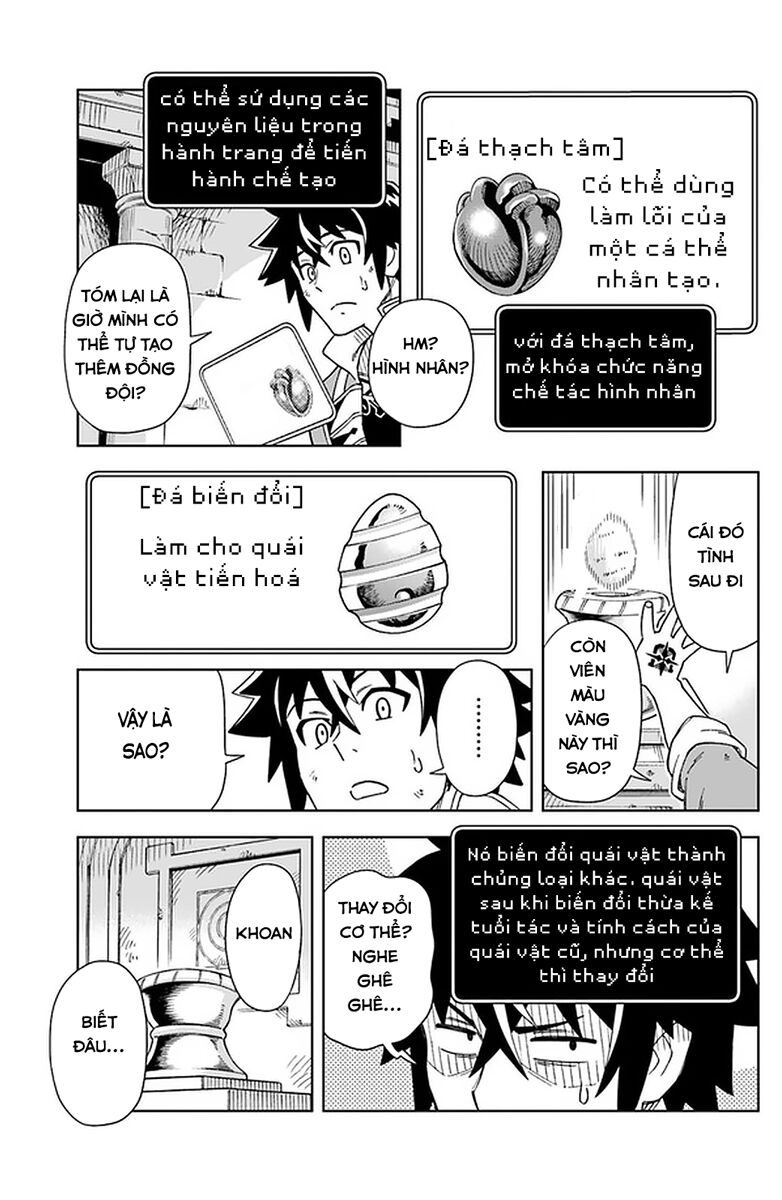 [Đá thạch tâm]
Có thể dùng
làm lõi của
một cá thể
nhân tạo.
với đá thạch tâm,
mở khóa chức năng
chế tác hình nhân
có thể sử dụng các
nguyên liệu trong
hành trang để tiến
hành chế tạo
HM?
HÌNH NHÂN?
TÓM LẠI LÀ
GIỜ MÌNH CÓ
THỂ TỰ TẠO
THÊM ĐỒNG
ĐỘI?
CÁI ĐÓ
TÌNH
SAU ĐI
CÒN
VIÊN
MÀU
VÀNG
NÀY THÌ
SAO?
[Đá biến đổi]
Làm cho quái
vật tiến hoá
.........
VẬY LÀ
SAO?
Nó biến đổi quái vật thành
chủng loại khác. quái vật
sau khi biến đổi thừa kế
tuổi tác và tính cách của
quái vật cũ, nhưng cơ thể
thì thay đổi
THAY ĐỔI
CƠ THỂ?
NGHE
GHÊ
GHÊ...
KHOAN
BIẾT
ĐÂU...